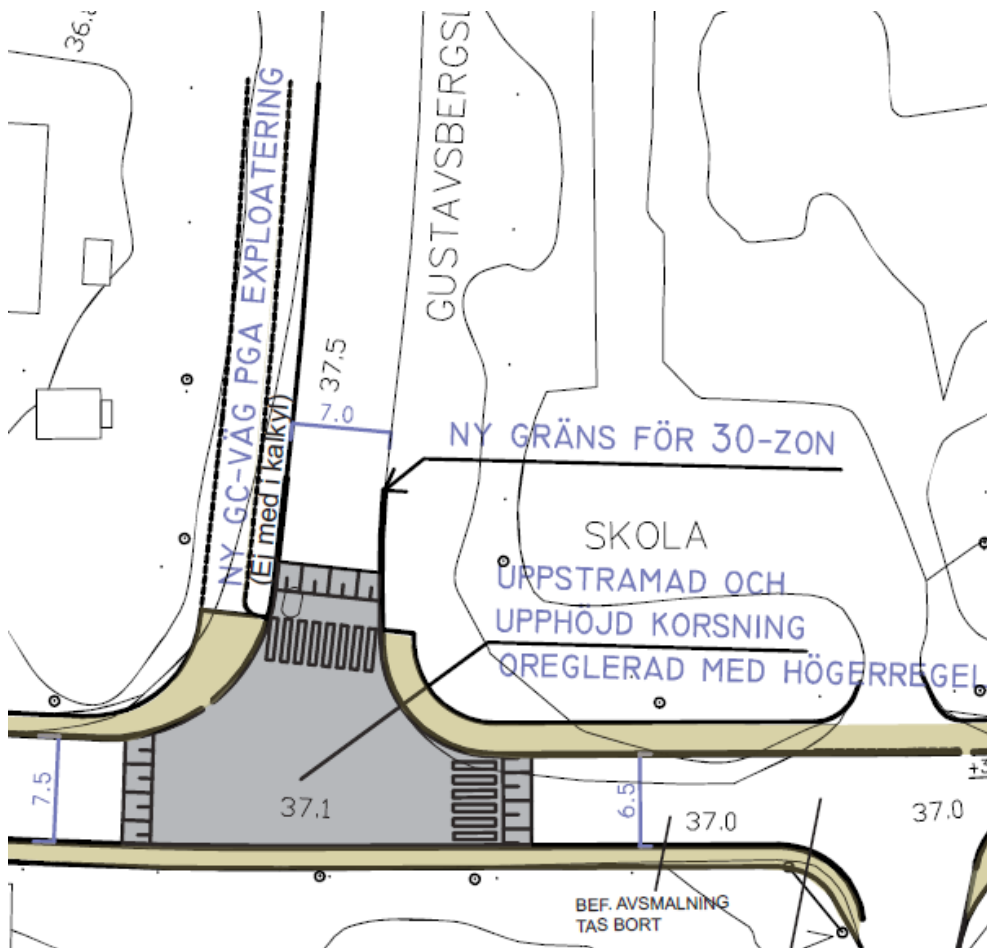 NY GC-VÄG PGA EXPLOATERING
(Ej med i kalkyl)
37.5
7.0
NY GRÄNS FÖR 30-ZON
SKOLA
UPPSTRAMAD OCH
UPPHÖJD KORSNING
OREGLERAD MED HÖGERREGEL
7.5
37.1
6.5
37.0
37.0
BEF. AVSMALNING
TAS BORT